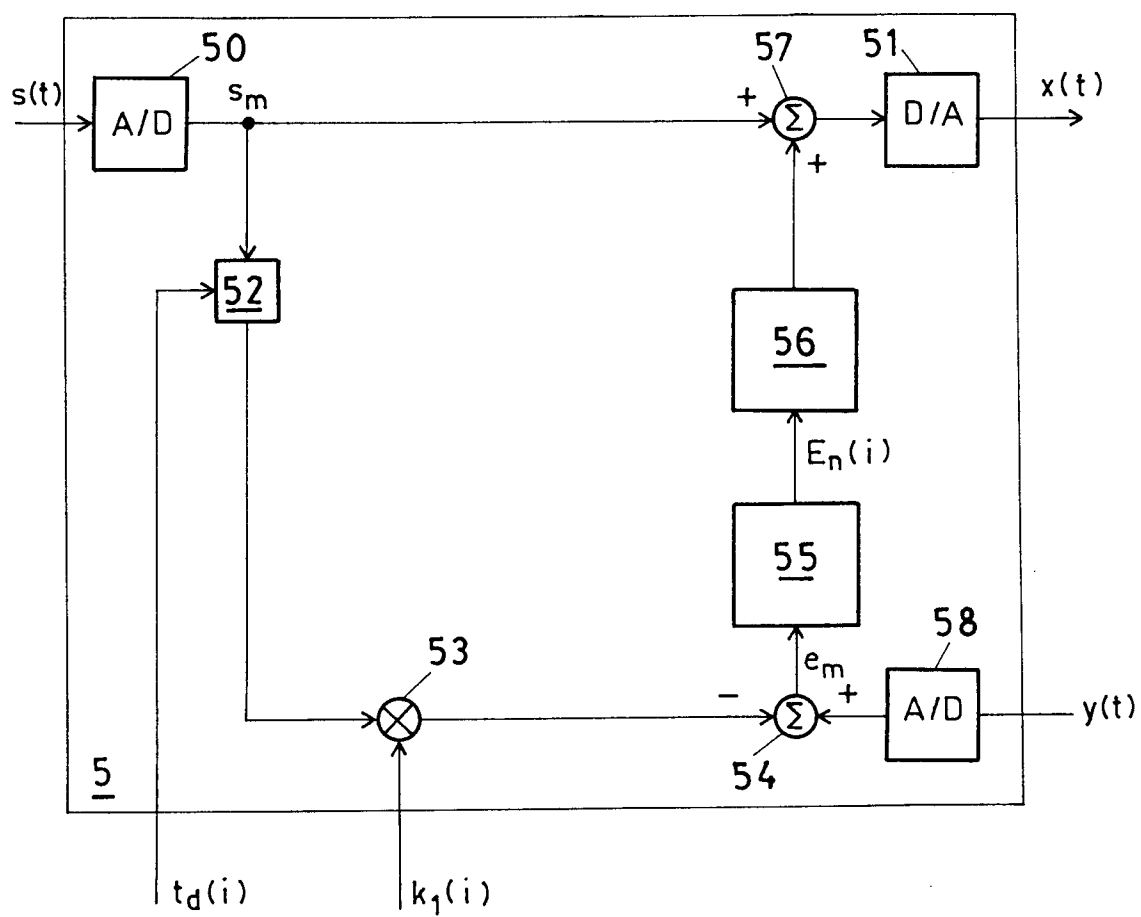 50
57
51
s(t)
A/D
s_m
+
Σ
D/A
x(t)
+
52
56
E_n(i)
55
58
53
e_m
-
Σ
+
A/D
y(t)
54
5
t_d(i)
k_1(i)